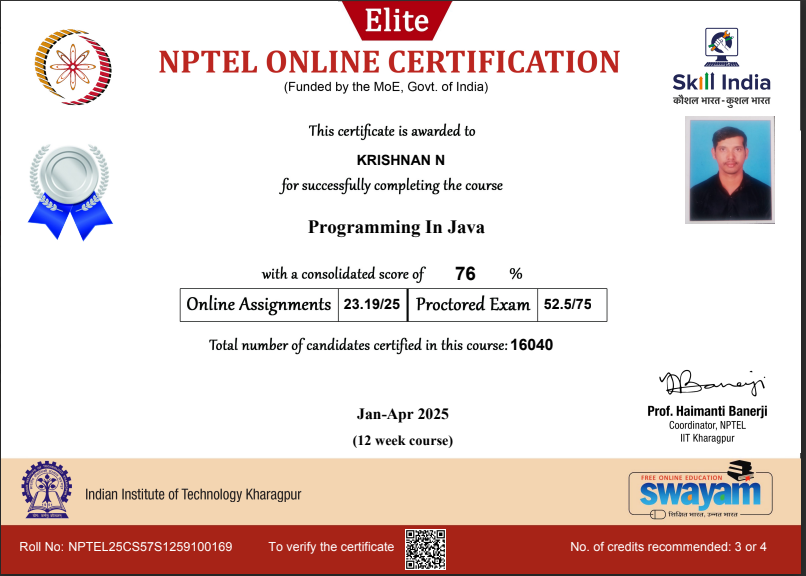 Elite
NPTEL ONLINE CERTIFICATION
(Funded by the MoE, Govt. of India)
Skill India
कौशल भारत - कुशल भारत
This certificate is awarded to
KRISHNAN N
for successfully completing the course
Programming In Java
with a consolidated score of 76 %
Online Assignments 23.19/25 Proctored Exam 52.5/75
Total number of candidates certified in this course: 16040
Jan-Apr 2025
(12 week course)
Prof. Haimanti Banerji
Coordinator, NPTEL
IIT Kharagpur
Indian Institute of Technology Kharagpur
FREE ONLINE EDUCATION
swayam
शिक्षित भारत, उन्नत भारत
Roll No: NPTEL25CS57S1259100169 To verify the certificate No. of credits recommended: 3 or 4